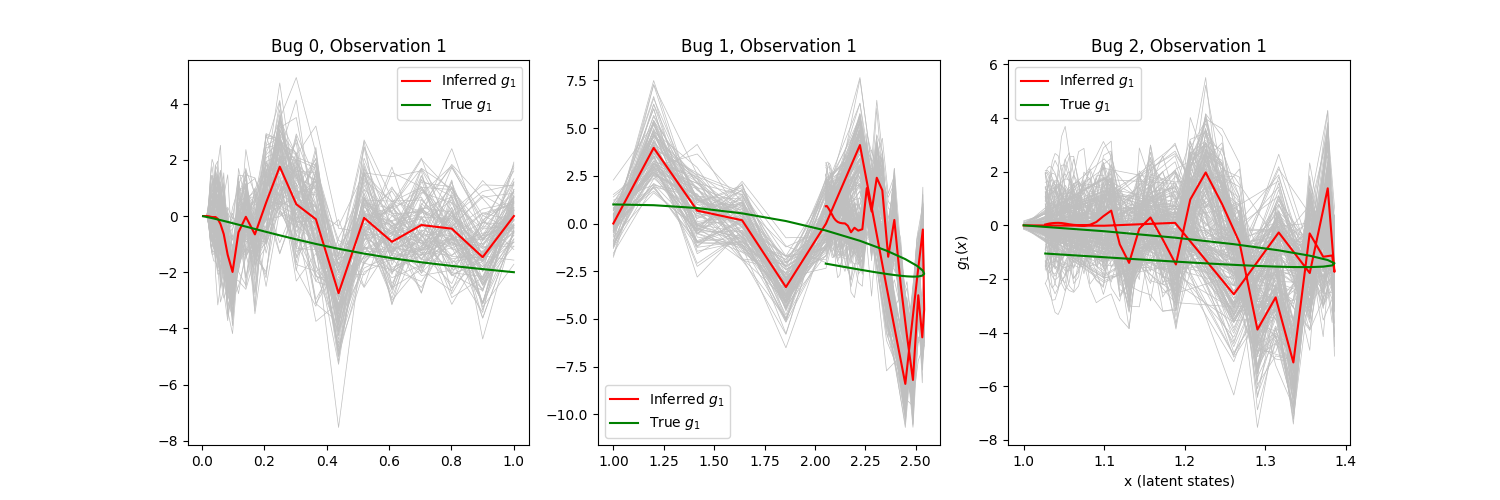 Bug 0, Observation 1
Inferred g₁
True g₁
4
2
0
−2
−4
−6
−8
0.0 0.2 0.4 0.6 0.8 1.0
Bug 1, Observation 1
7.5
5.0
2.5
0.0
−2.5
−5.0
−7.5
−10.0
Inferred g₁
True g₁
1.00 1.25 1.50 1.75 2.00 2.25 2.50
Bug 2, Observation 1
Inferred g₁
True g₁
6
4
2
0
−2
−4
−6
−8
g₁(x)
1.0 1.1 1.2 1.3 1.4
x (latent states)